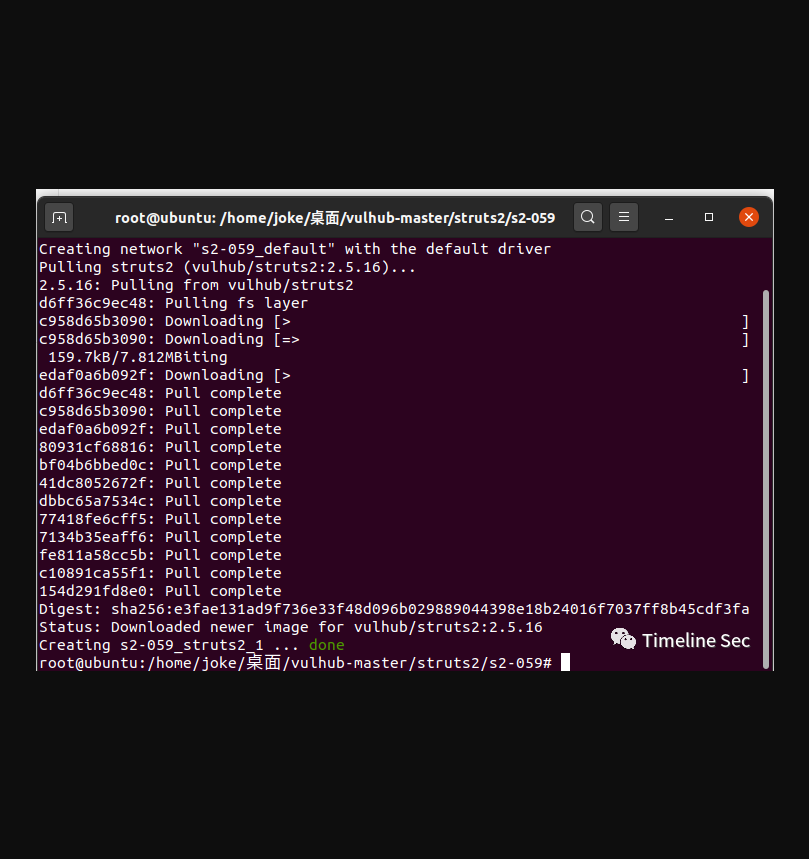 root@ubuntu: /home/joke/桌面/vulhub-master/struts2/s2-059
Creating network "s2-059_default" with the default driver
Pulling struts2 (vulhub/struts2:2.5.16)...
2.5.16: Pulling from vulhub/struts2
d6ff36c9ec48: Pulling fs layer
c958d65b3090: Downloading [>                                                  ]
c958d65b3090: Downloading [=>                                                 ]
 159.7kB/7.812MBiting
edaf0a6b092f: Downloading [>                                                  ]
d6ff36c9ec48: Pull complete
c958d65b3090: Pull complete
edaf0a6b092f: Pull complete
80931cf68816: Pull complete
bf04b6bbed0c: Pull complete
41dc8052672f: Pull complete
dbbc65a7534c: Pull complete
77418fe6cff5: Pull complete
7134b35eaff6: Pull complete
fe811a58cc5b: Pull complete
c10891ca55f1: Pull complete
154d291fd8e0: Pull complete
Digest: sha256:e3fae131ad9f736e33f48d096b029889044398e18b24016f7037ff8b45cdf3fa
Status: Downloaded newer image for vulhub/struts2:2.5.16
Creating s2-059_struts2_1 ... done
Timeline Sec
root@ubuntu:/home/joke/桌面/vulhub-master/struts2/s2-059#